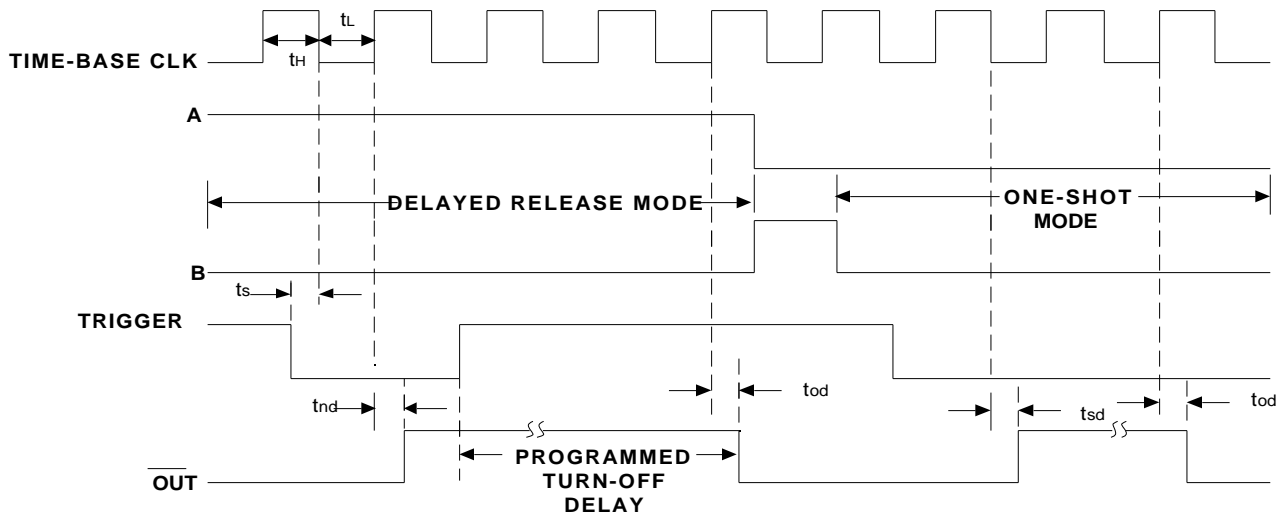 tL
tH
TIME-BASE CLK
A
DELAYED RELEASE MODE
ONE-SHOT
MODE
B
ts
TRIGGER
tnd
tod
tsd
tod
PROGRAMMED
TURN-OFF
DELAY
OUT